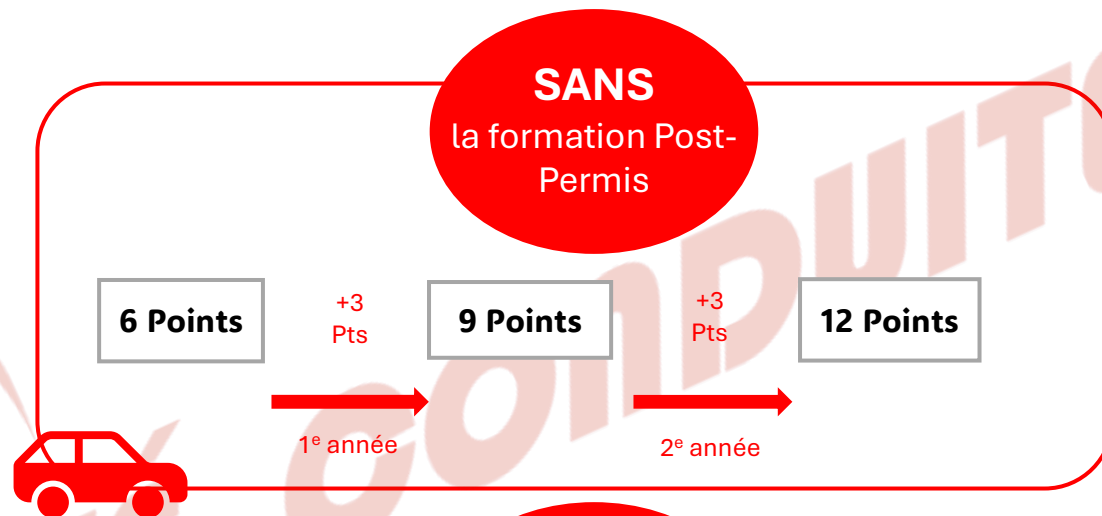 SANS
la formation Post-
Permis
6 Points
+3
Pts
9 Points
+3
Pts
12 Points
1e année
2e année
CONDUITE